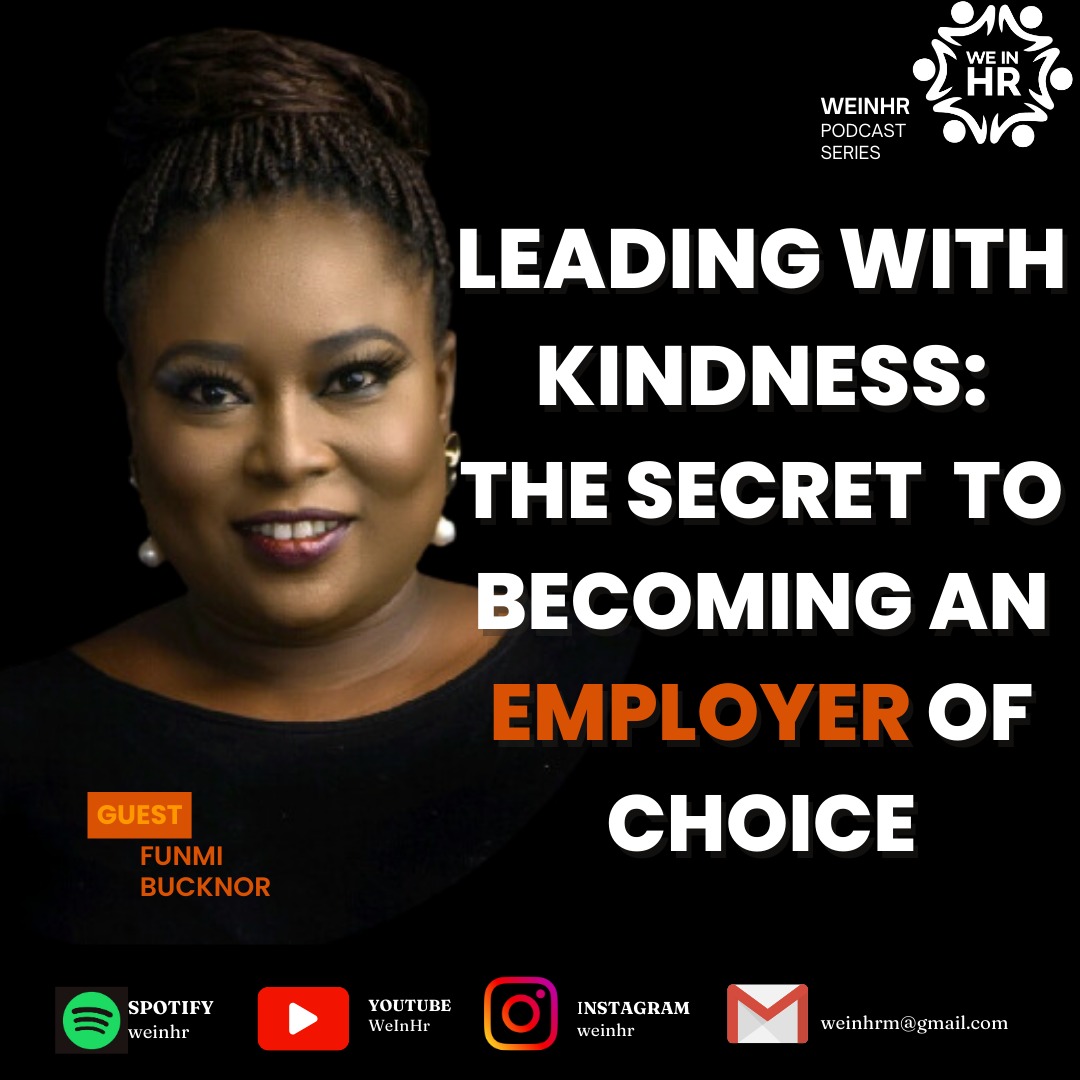 WE IN
HR
WEINHR
PODCAST
SERIES
LEADING WITH
KINDNESS:
THE SECRET TO
BECOMING AN
EMPLOYER OF
CHOICE
GUEST
FUNMI
BUCKNOR
SPOTIFY
weinhr
YOUTUBE
WeInHr
INSTAGRAM
weinhr
weinhrm@gmail.com